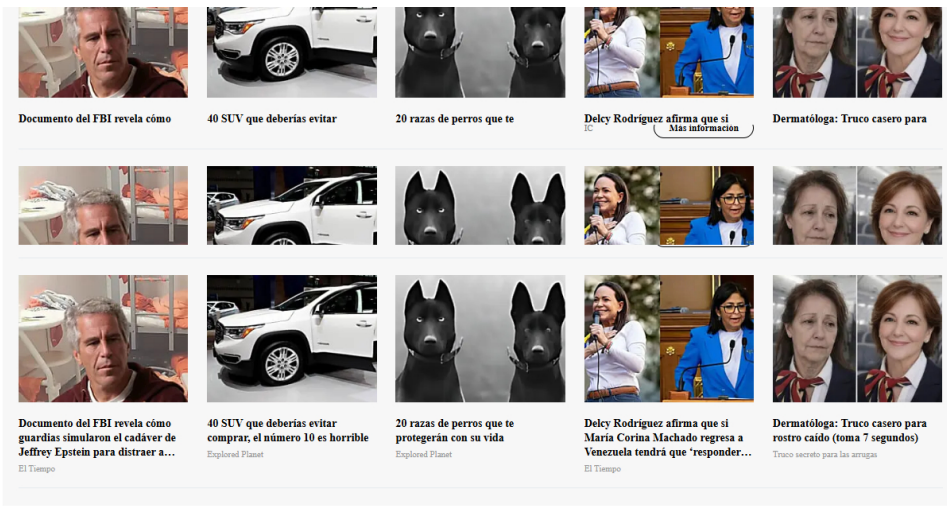 Documento del FBI revela cómo
40 SUV que deberías evitar
20 razas de perros que te
Delcy Rodríguez afirma que si
IC
Más información
Dermatóloga: Truco casero para
Documento del FBI revela cómo
guardias simularon el cadáver de
Jeffrey Epstein para distraer a…
El Tiempo
40 SUV que deberías evitar
comprar, el número 10 es horrible
Explored Planet
20 razas de perros que te
protegerán con su vida
Explored Planet
Delcy Rodríguez afirma que si
María Corina Machado regresa a
Venezuela tendrá que ‘responder…
El Tiempo
Dermatóloga: Truco casero para
rostro caído (toma 7 segundos)
Truco secreto para las arrugas